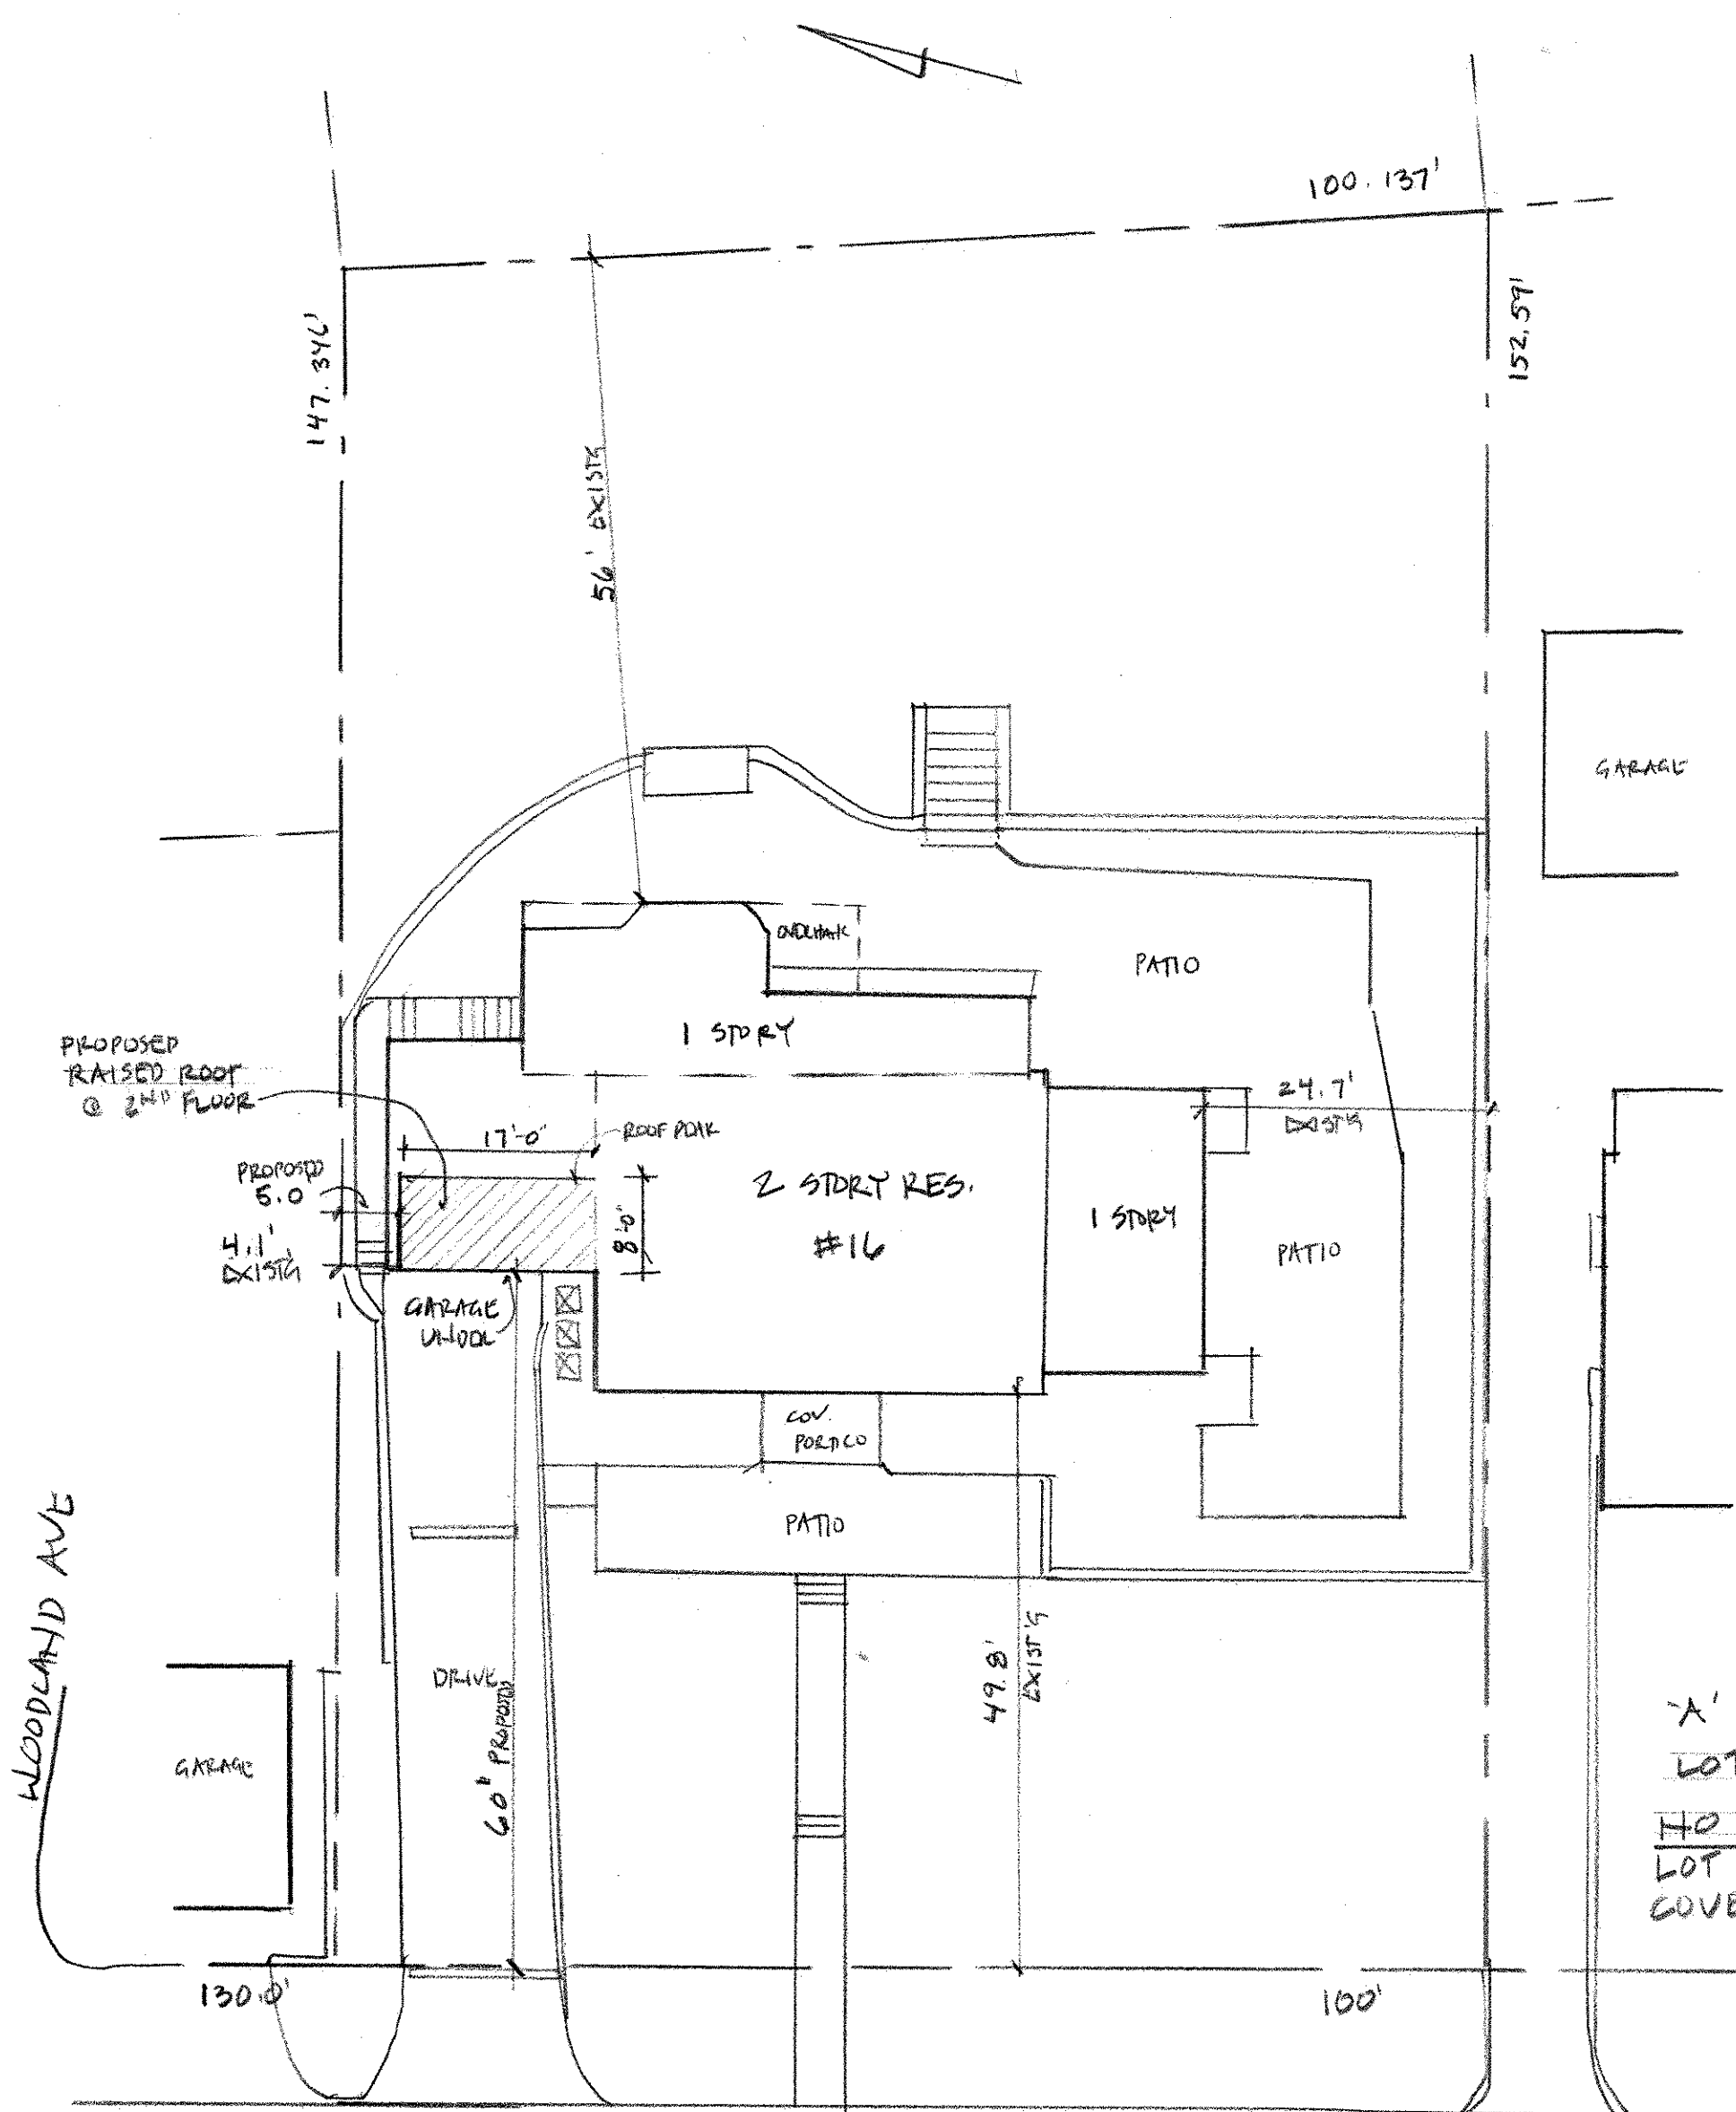 100.137'
147.346'
152.59'
56' EXIST'G
GARAGE
OVERHANG
PATIO
1 STORY
PROPOSED
RAISED ROOF
@ 2ND FLOOR
24.7'
EXIST'G
17'-0"
ROOF PEAK
PROPOSED
5.0
2 STORY RES.
#16
8'-0"
1 STORY
PATIO
4.1'
EXIST'G
GARAGE
UNDER
COV.
PORTICO
PATIO
WOODLAND AVE
49.8'
EXIST'G
DRIVE
60" PROPOSED
GARAGE
'A'
LOT
NO
LOT
COVE
130.0'
100'